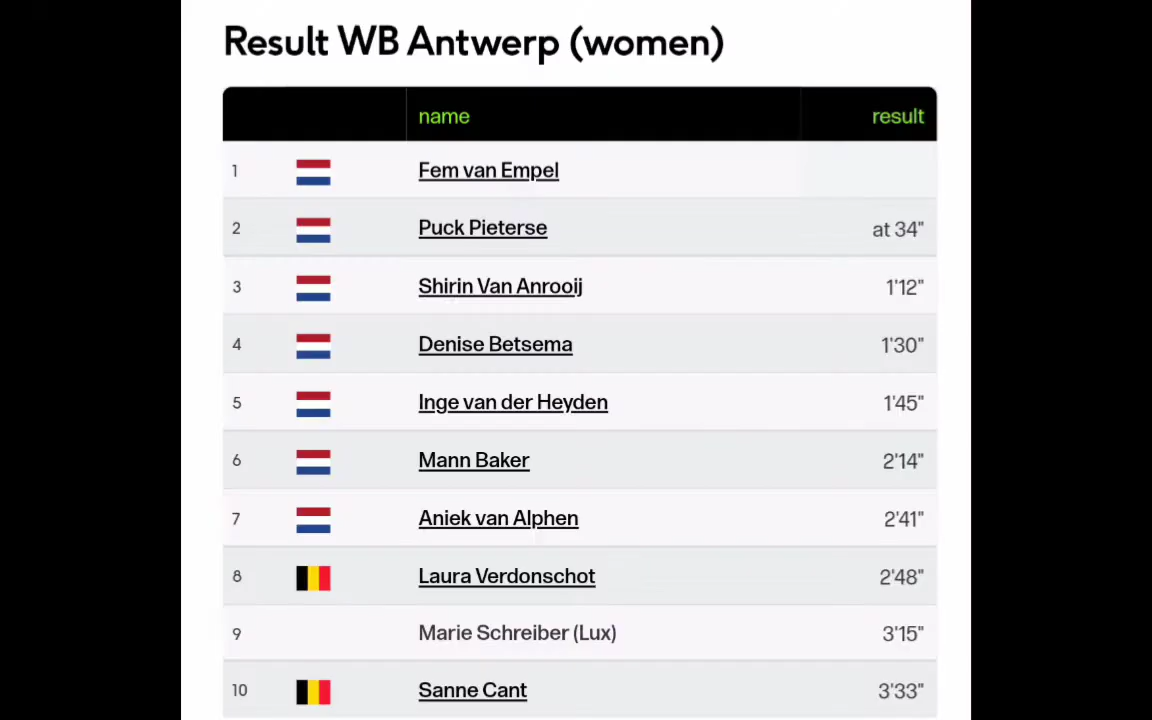 Result WB Antwerp (women)
name result
1 Fem van Empel
2 Puck Pieterse at 34"
3 Shirin Van Anrooij 1'12"
4 Denise Betsema 1'30"
5 Inge van der Heyden 1'45"
6 Mann Baker 2'14"
7 Aniek van Alphen 2'41"
8 Laura Verdonschot 2'48"
9 Marie Schreiber (Lux) 3'15"
10 Sanne Cant 3'33"